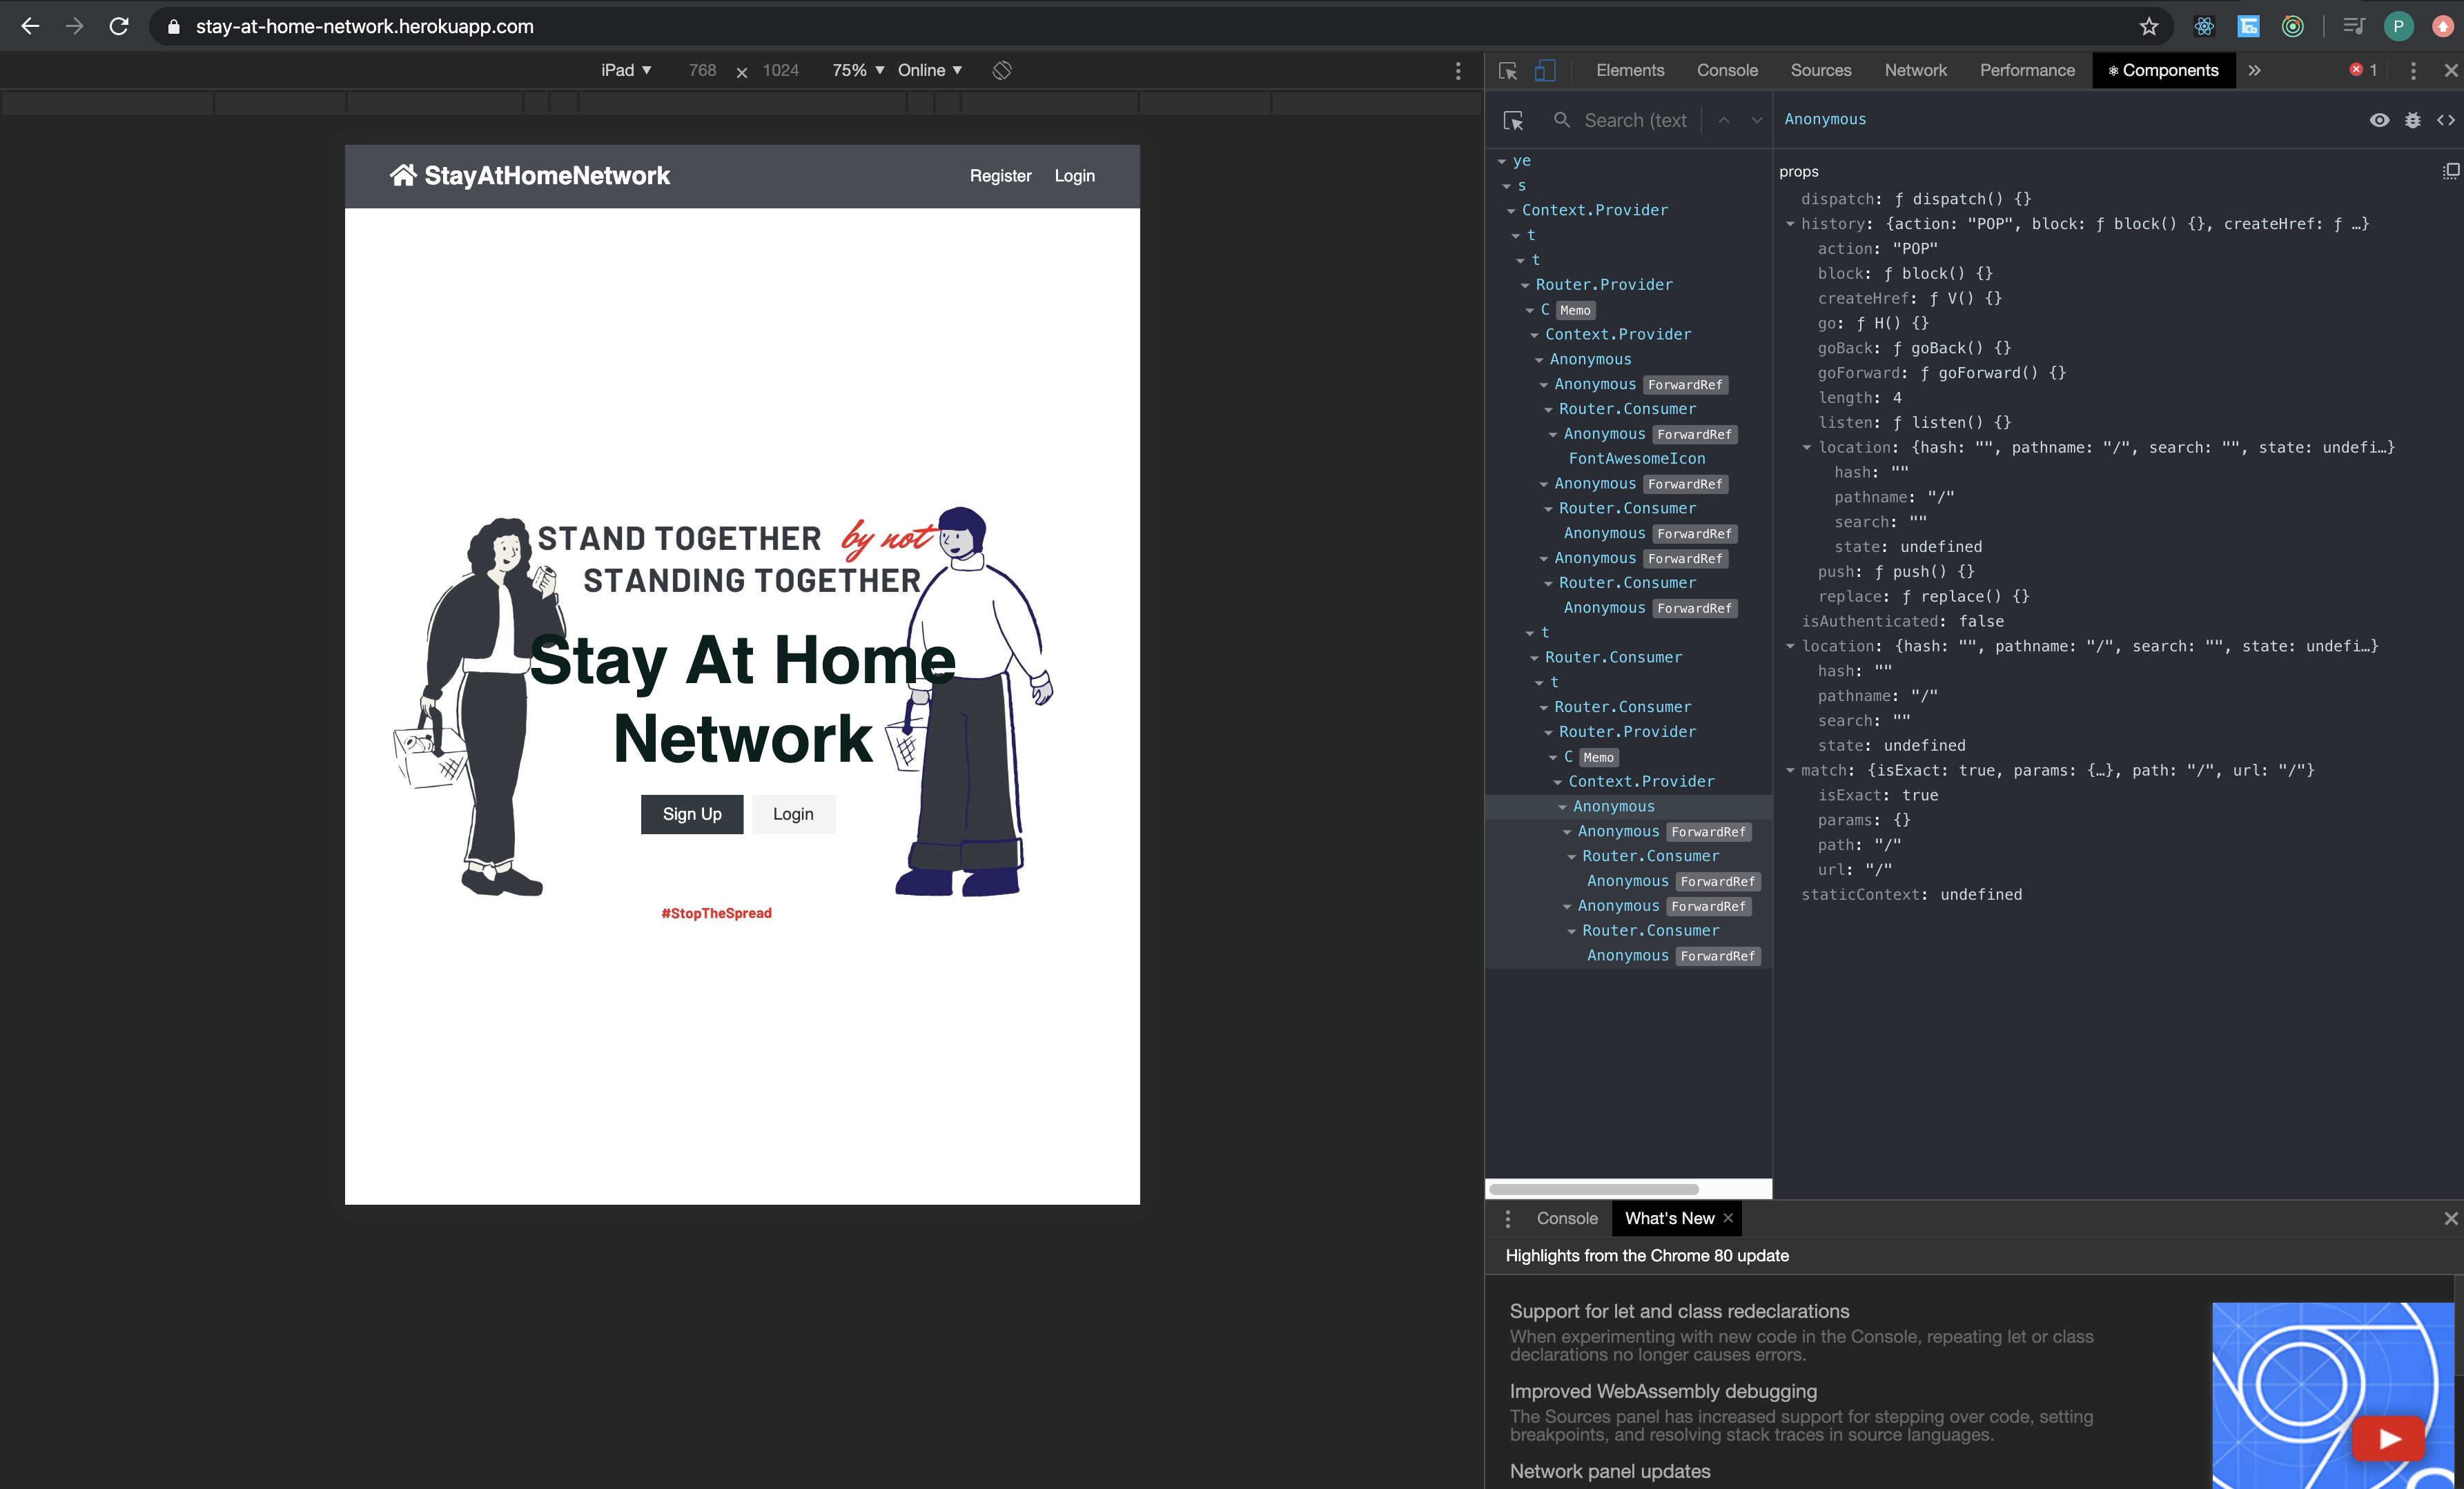 stay-at-home-network.herokuapp.com
P
iPad ▼ 768 × 1024 75% ▼ Online ▼
Elements Console Sources Network Performance Components 1
StayAtHomeNetwork
Register Login
STAND TOGETHER by not
STANDING TOGETHER
Stay At Home
Network
Sign Up Login
#StopTheSpread
Search (text
ye
s
Context.Provider
t
t
Router.Provider
C Memo
Context.Provider
Anonymous
Anonymous ForwardRef
Router.Consumer
Anonymous ForwardRef
FontAwesomeIcon
Anonymous ForwardRef
Router.Consumer
Anonymous ForwardRef
Anonymous ForwardRef
Router.Consumer
Anonymous ForwardRef
t
Router.Consumer
t
Router.Consumer
Router.Provider
C Memo
Context.Provider
Anonymous
Anonymous ForwardRef
Router.Consumer
Anonymous ForwardRef
Anonymous ForwardRef
Router.Consumer
Anonymous ForwardRef
Anonymous
props
dispatch: ƒ dispatch() {}
history: {action: "POP", block: ƒ block() {}, createHref: ƒ …}
action: "POP"
block: ƒ block() {}
createHref: ƒ V() {}
go: ƒ H() {}
goBack: ƒ goBack() {}
goForward: ƒ goForward() {}
length: 4
listen: ƒ listen() {}
location: {hash: "", pathname: "/", search: "", state: undefi…}
hash: ""
pathname: "/"
search: ""
state: undefined
push: ƒ push() {}
replace: ƒ replace() {}
isAuthenticated: false
location: {hash: "", pathname: "/", search: "", state: undefi…}
hash: ""
pathname: "/"
search: ""
state: undefined
match: {isExact: true, params: {…}, path: "/", url: "/"}
isExact: true
params: {}
path: "/"
url: "/"
staticContext: undefined
Console What's New ×
Highlights from the Chrome 80 update
Support for let and class redeclarations
When experimenting with new code in the Console, repeating let or class
declarations no longer causes errors.
Improved WebAssembly debugging
The Sources panel has increased support for stepping over code, setting
breakpoints, and resolving stack traces in source languages.
Network panel updates